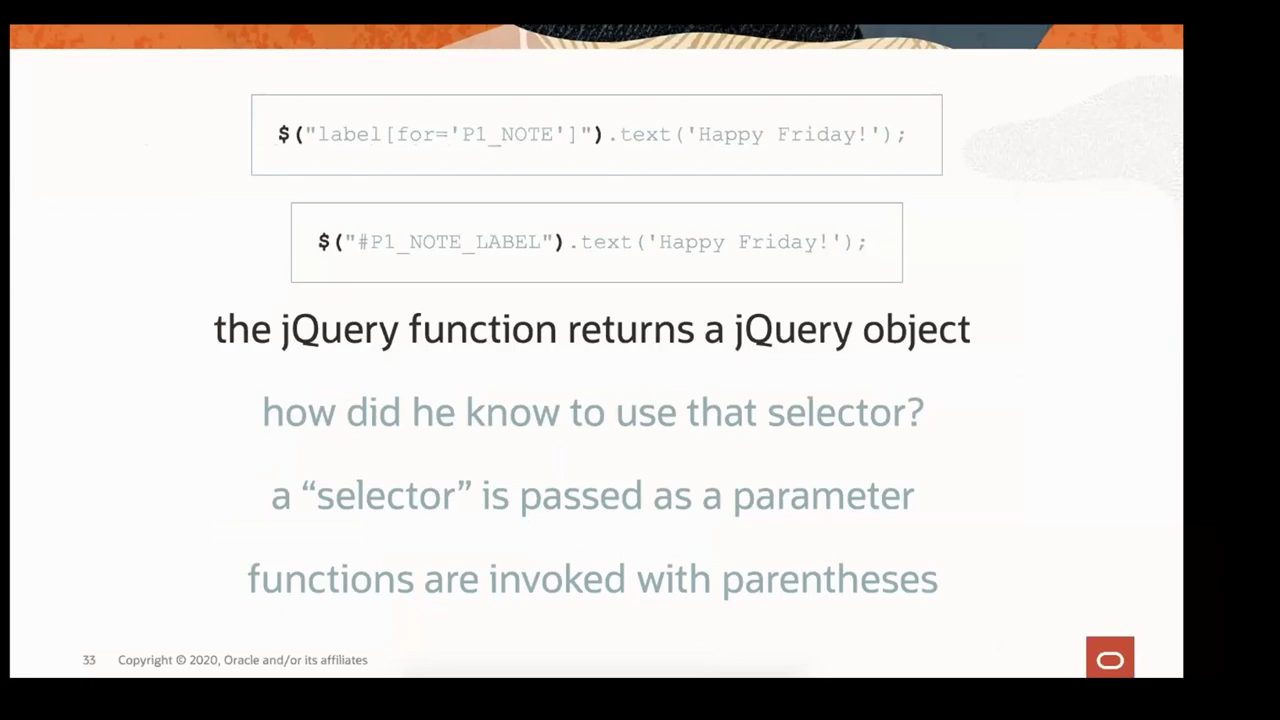 $("label[for='P1_NOTE']").text('Happy Friday!');
$("#P1_NOTE_LABEL").text('Happy Friday!');
the jQuery function returns a jQuery object
how did he know to use that selector?
a “selector” is passed as a parameter
functions are invoked with parentheses
33 Copyright © 2020, Oracle and/or its affiliates